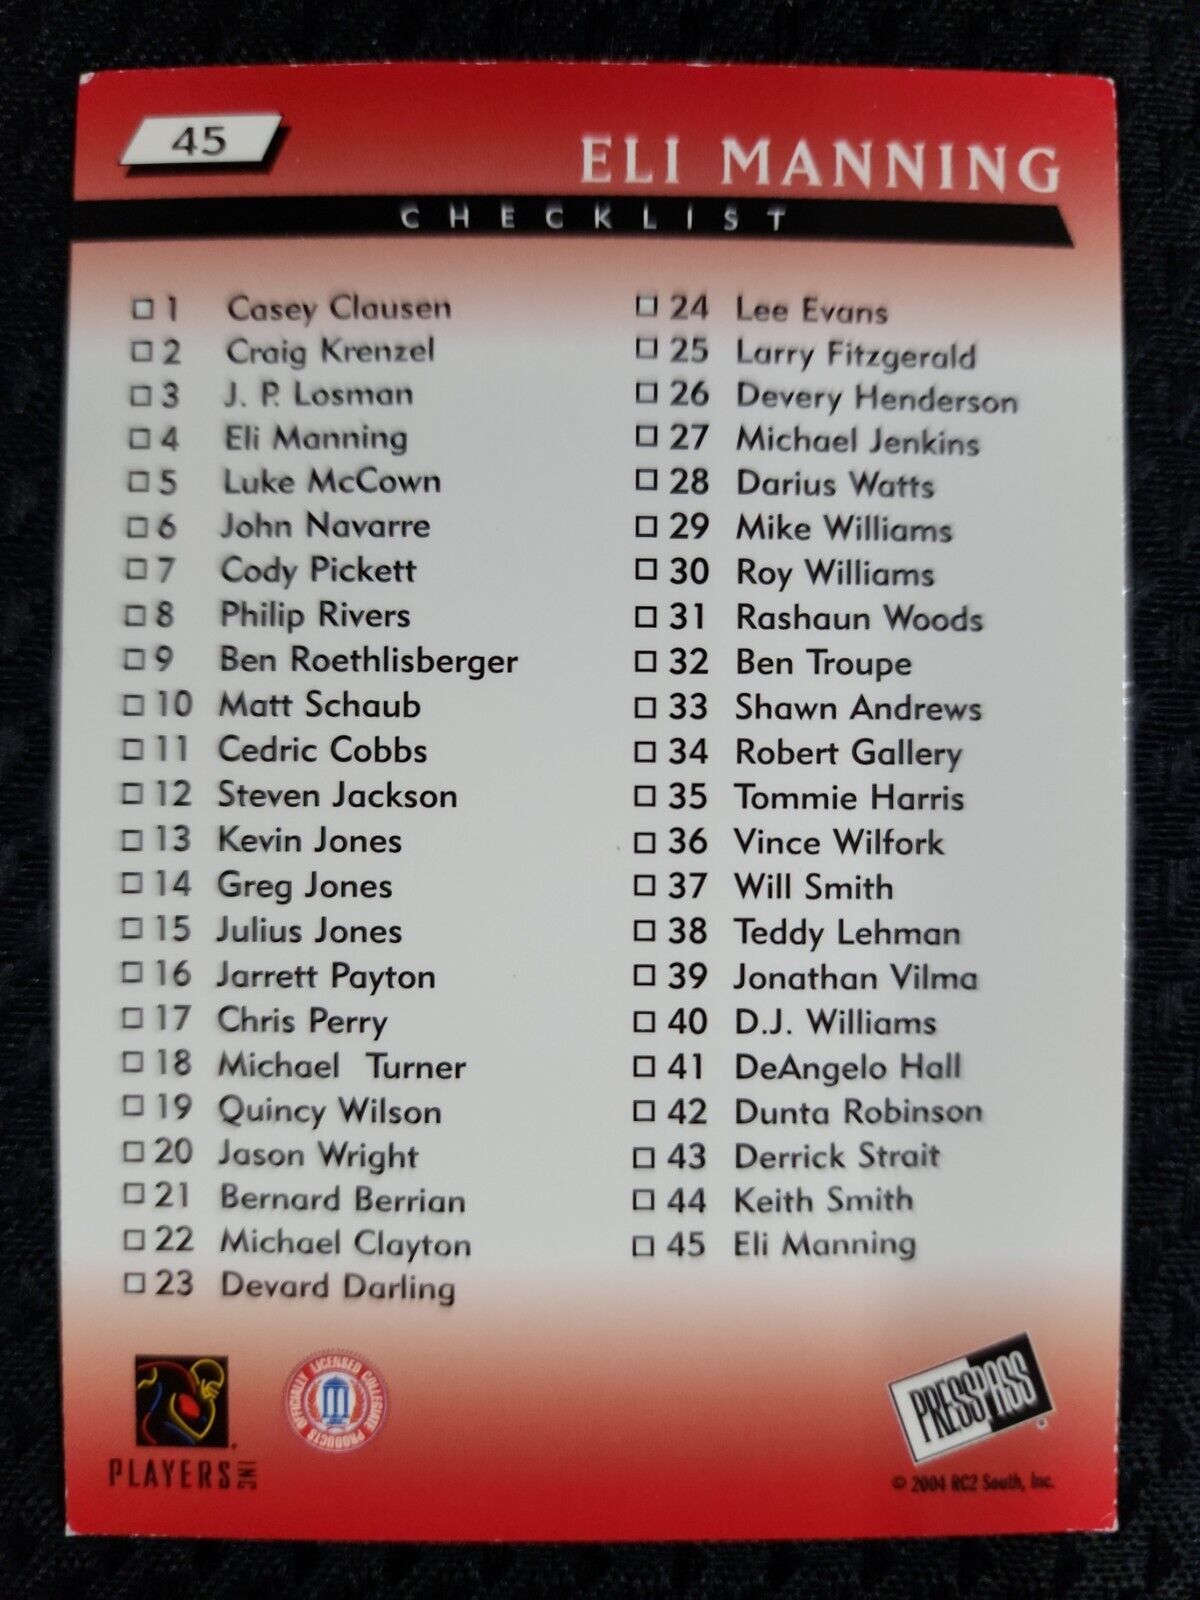 45
ELI MANNING
CHECKLIST
1 Casey Clausen
2 Craig Krenzel
3 J. P. Losman
4 Eli Manning
5 Luke McCown
6 John Navarre
7 Cody Pickett
8 Philip Rivers
9 Ben Roethlisberger
10 Matt Schaub
11 Cedric Cobbs
12 Steven Jackson
13 Kevin Jones
14 Greg Jones
15 Julius Jones
16 Jarrett Payton
17 Chris Perry
18 Michael Turner
19 Quincy Wilson
20 Jason Wright
21 Bernard Berrian
22 Michael Clayton
23 Devard Darling
24 Lee Evans
25 Larry Fitzgerald
26 Devery Henderson
27 Michael Jenkins
28 Darius Watts
29 Mike Williams
30 Roy Williams
31 Rashaun Woods
32 Ben Troupe
33 Shawn Andrews
34 Robert Gallery
35 Tommie Harris
36 Vince Wilfork
37 Will Smith
38 Teddy Lehman
39 Jonathan Vilma
40 D.J. Williams
41 DeAngelo Hall
42 Dunta Robinson
43 Derrick Strait
44 Keith Smith
45 Eli Manning
PLAYERS INC
OFFICIALLY LICENSED COLLEGIATE PRODUCTS
PRESS PASS
© 2004 RC2 South, Inc.